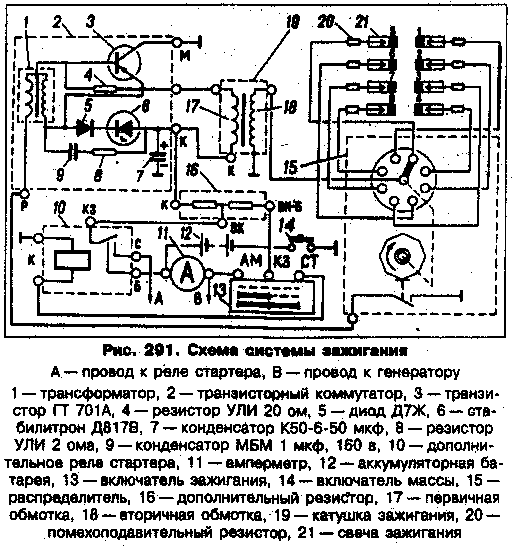 1 2 3 19 20 21
М
4
17 18
5 6
К
9 8 7 К
15
16
Р
К ВК-Б
10 КЗ ВК
11 12 14
С
К А АМ КЗ СТ
Б
А В 13
Рис. 291. Схема системы зажигания
А — провод к реле стартера, В — провод к генератору
1 — трансформатор, 2 — транзисторный коммутатор, 3 — транзи-
стор ГТ 701А, 4 — резистор УЛИ 20 ом, 5 — диод Д7Ж, 6 — ста-
билитрон Д817В, 7 — конденсатор К50-6-50 мкф, 8 — резистор
УЛИ 2 ома, 9 — конденсатор МБМ 1 мкф, 160 в, 10 — дополни-
тельное реле стартера, 11 — амперметр, 12 — аккумуляторная ба-
тарея, 13 — включатель зажигания, 14 — включатель массы, 15 —
распределитель, 16 — дополнительный резистор, 17 — первичная
обмотка, 18 — вторичная обмотка, 19 — катушка зажигания, 20 —
помехоподавительный резистор, 21 — свеча зажигания